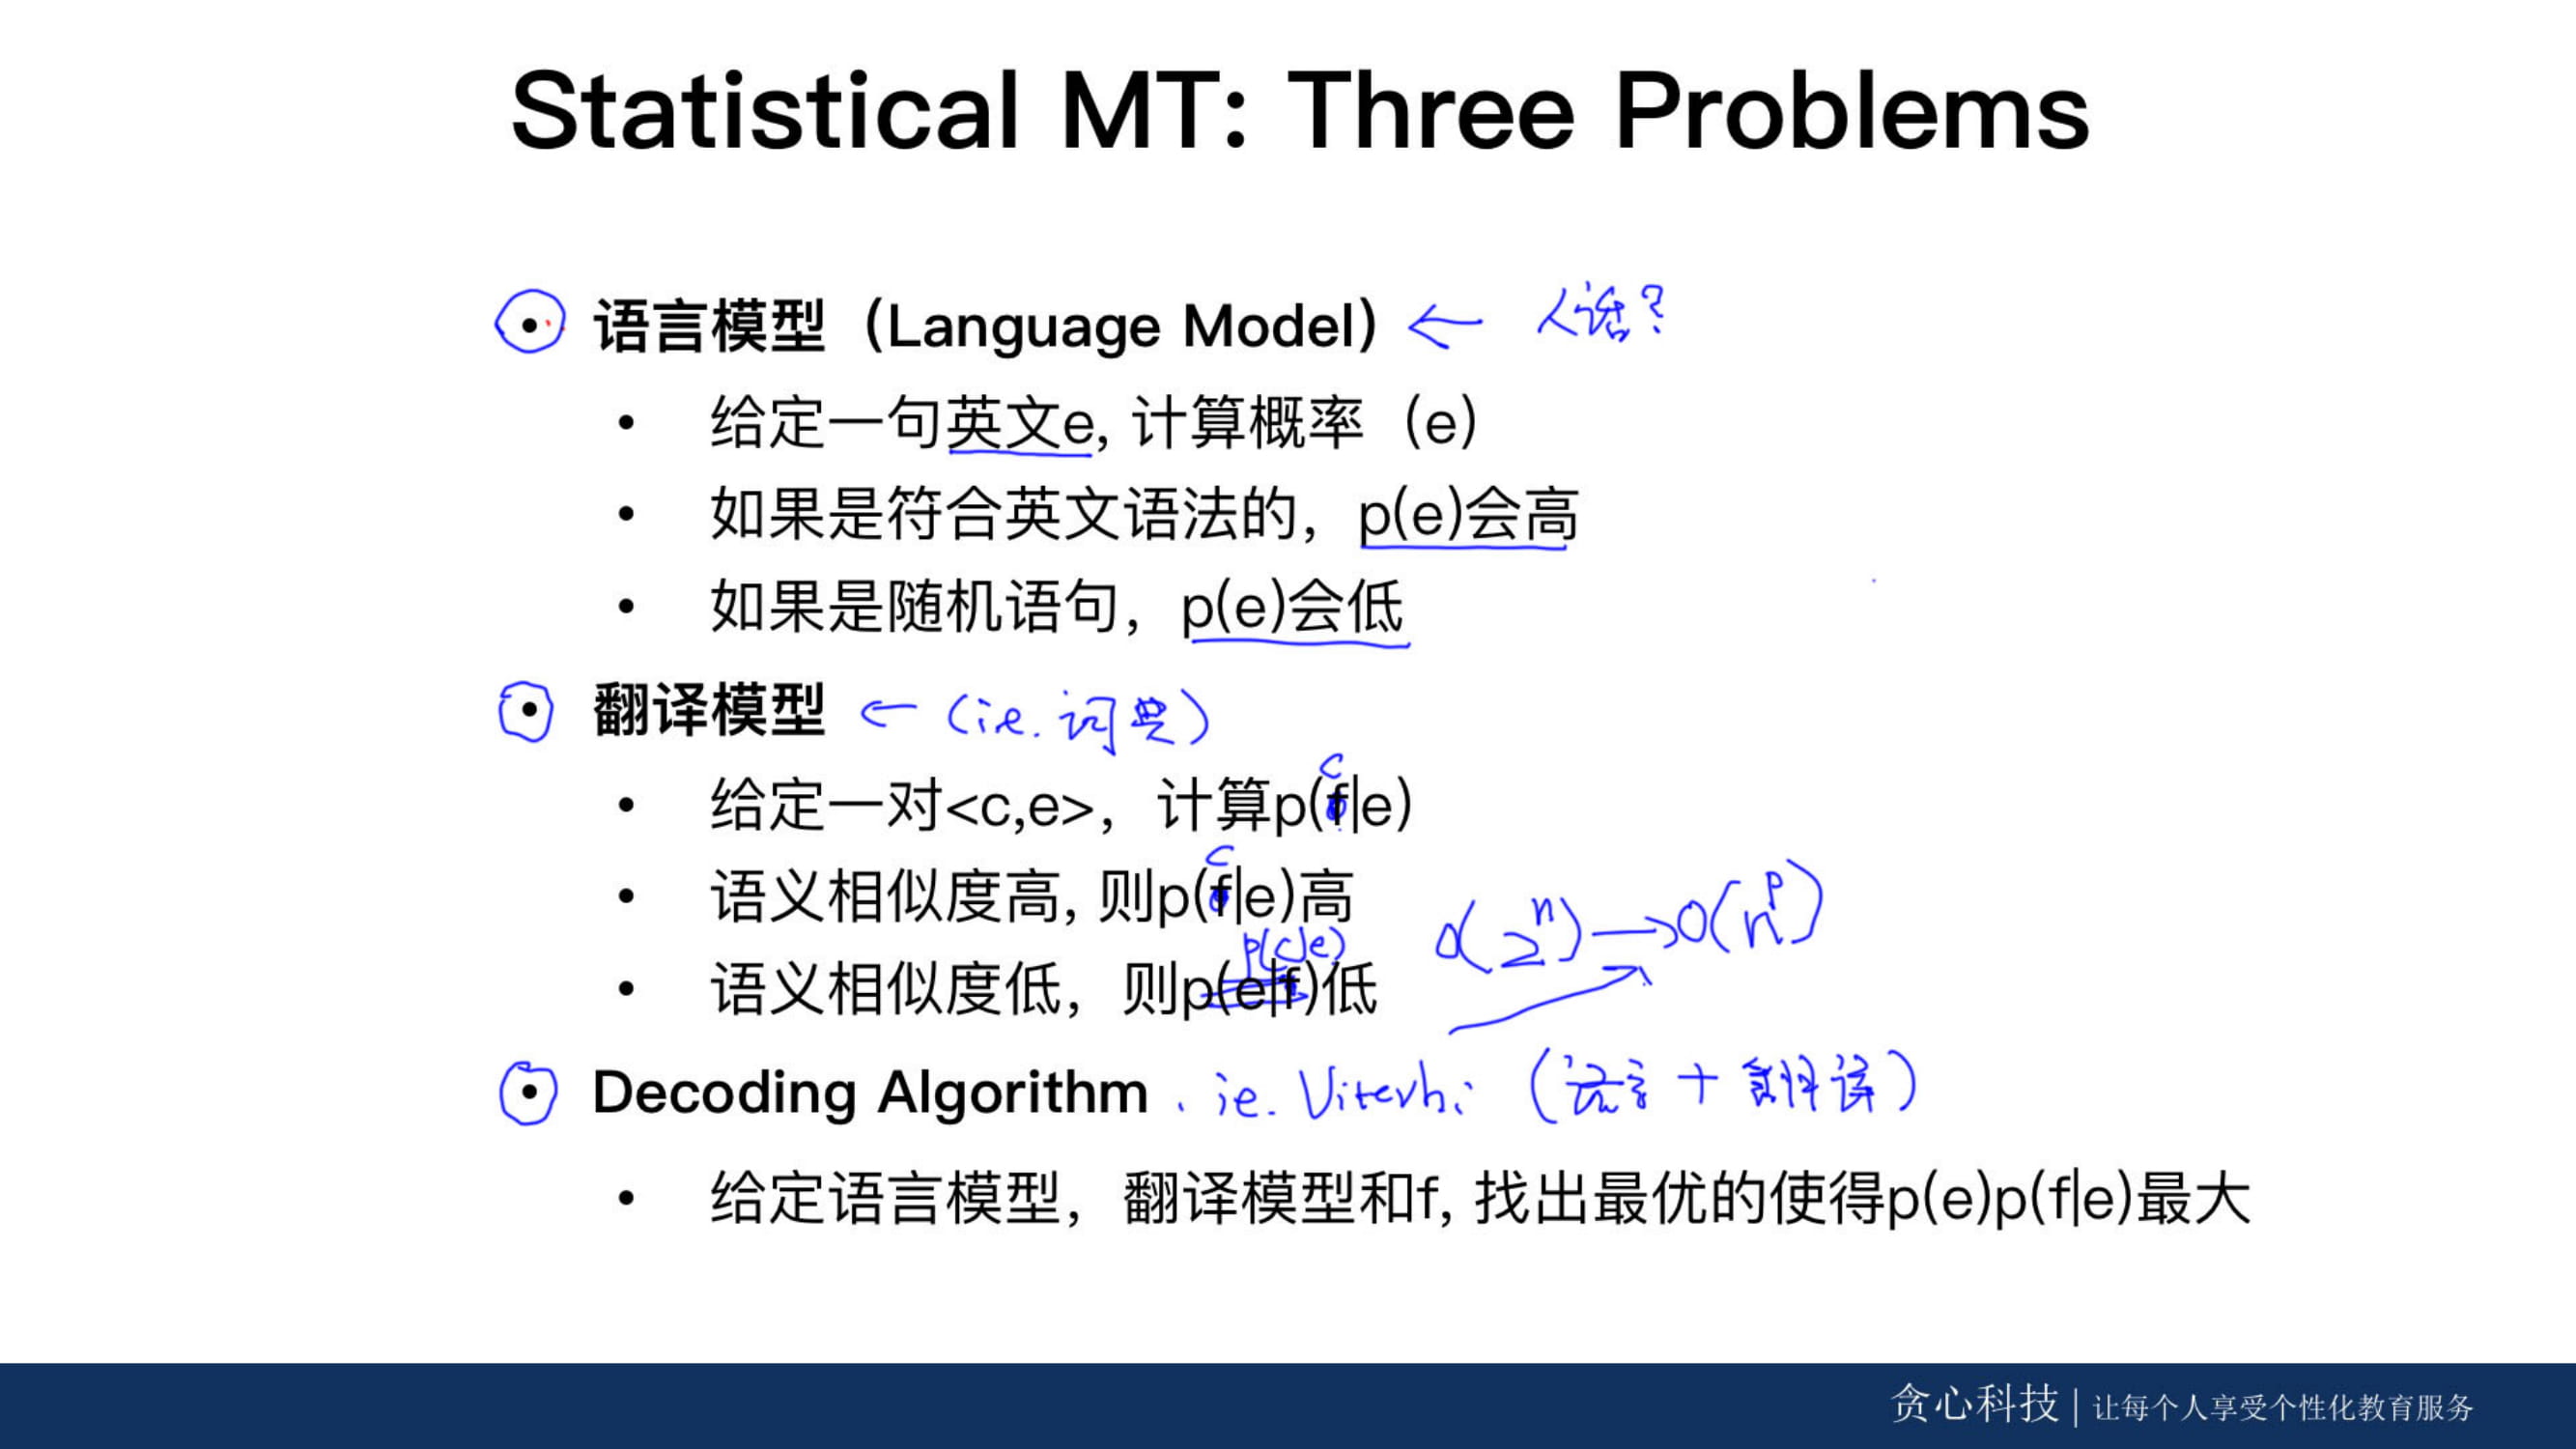 Statistical MT: Three Problems
• 语言模型（Language Model） ← 人话?
• 给定一句英文e, 计算概率（e）
• 如果是符合英文语法的，p(e)会高
• 如果是随机语句，p(e)会低
• 翻译模型 ← (ie. 词典)
c
• 给定一对<c,e>，计算p(f|e)
c
• 语义相似度高, 则p(f|e)高
p(c|e) O(2^n) → O(n^p)
• 语义相似度低，则p(e|f)低
• Decoding Algorithm . ie. Viterbi (语言 + 翻译)
• 给定语言模型，翻译模型和f, 找出最优的使得p(e)p(f|e)最大
贪心科技 | 让每个人享受个性化教育服务